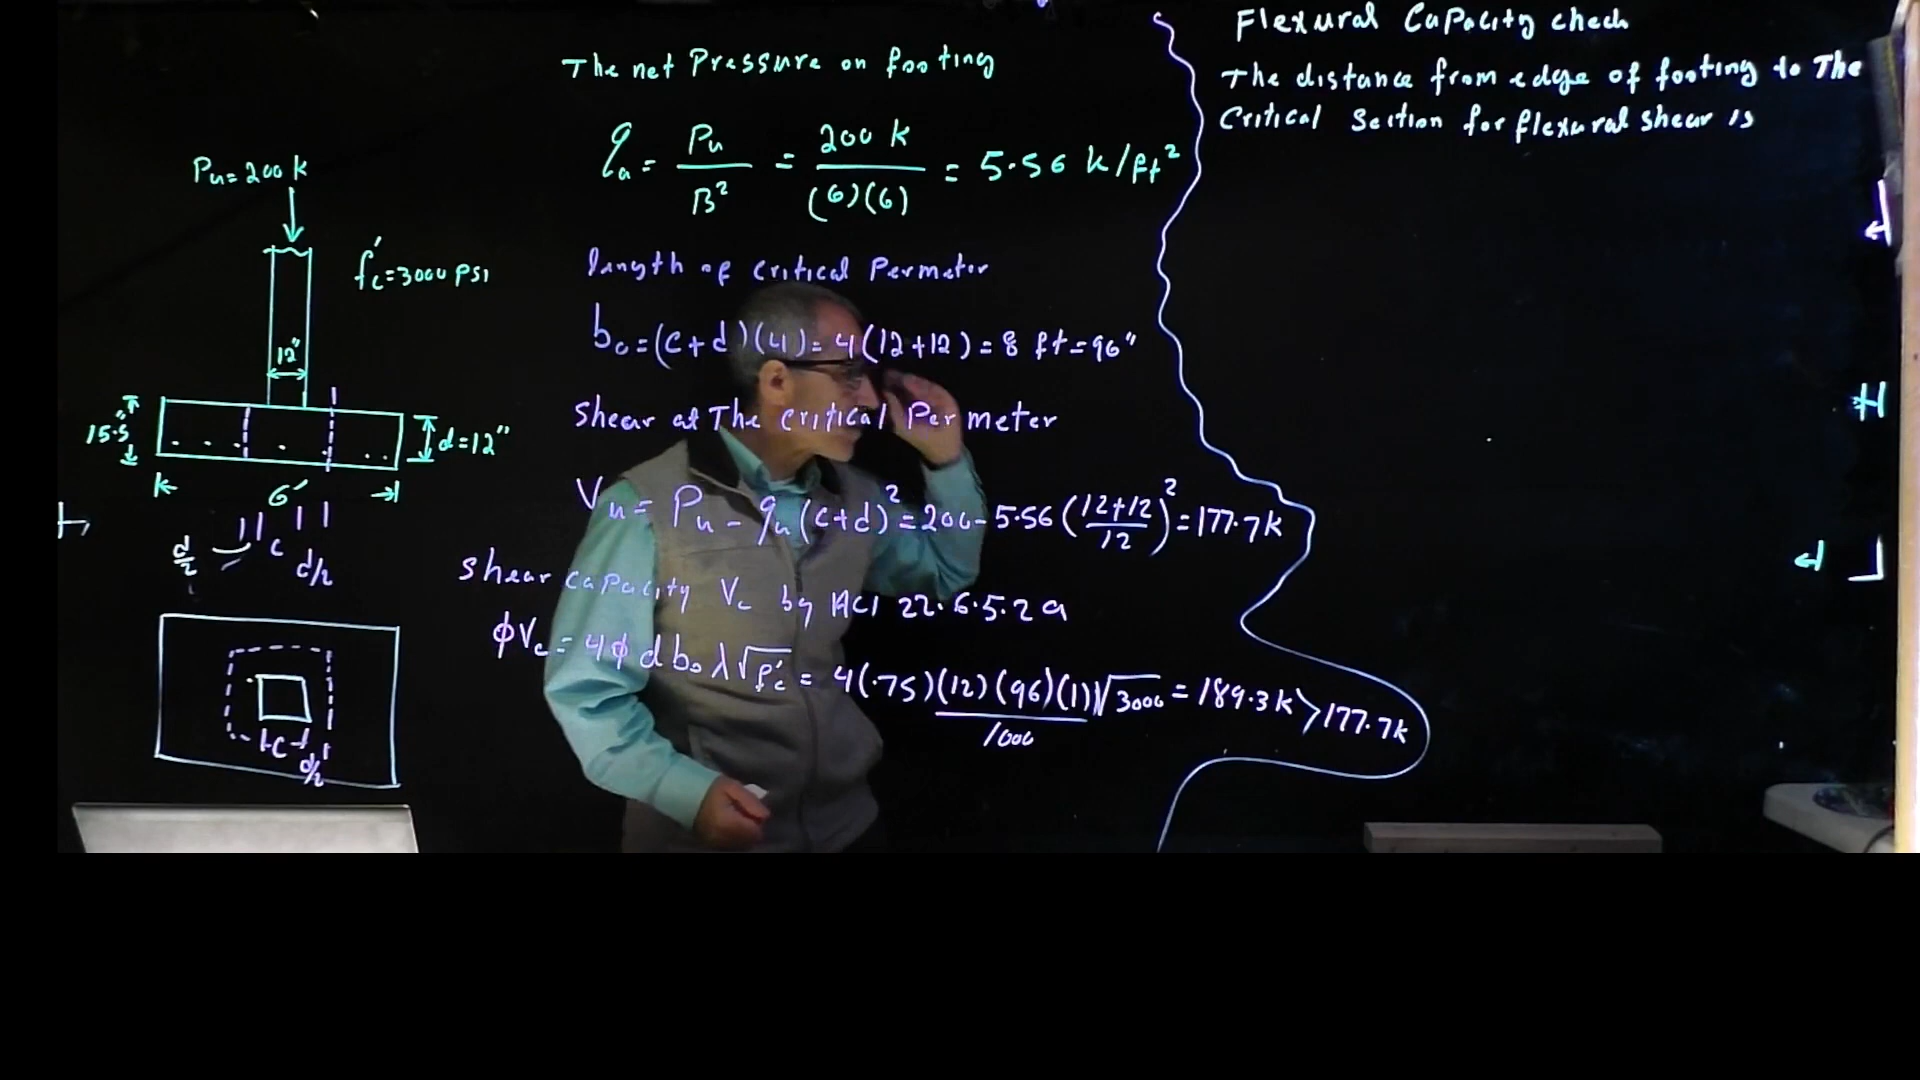 The net Pressure on footing
qₐ = Pu / B² = 200 k / (6)(6) = 5.56 k/ft²
Pu = 200 k
f'c = 3000 PSI
12"
15.5"
d = 12"
6'
d/2
c
d/2
c
d/2
length of critical Permeter
bo = (c+d)(4) = 4(12+12) = 8 ft = 96"
Shear at The critical Perimeter
Vu = Pu - qu(c+d)² = 200 - 5.56 ((12+12)/12)² = 177.7k
Shear capacity Vc by ACI 22.6.5.2 a
ϕVc = 4ϕ d bo λ√f'c = 4(.75)(12)(96)(1)√3000 / 1000 = 189.3k > 177.7k
Flexural Capacity check
The distance from edge of footing to The
Critical Section for flexural shear is